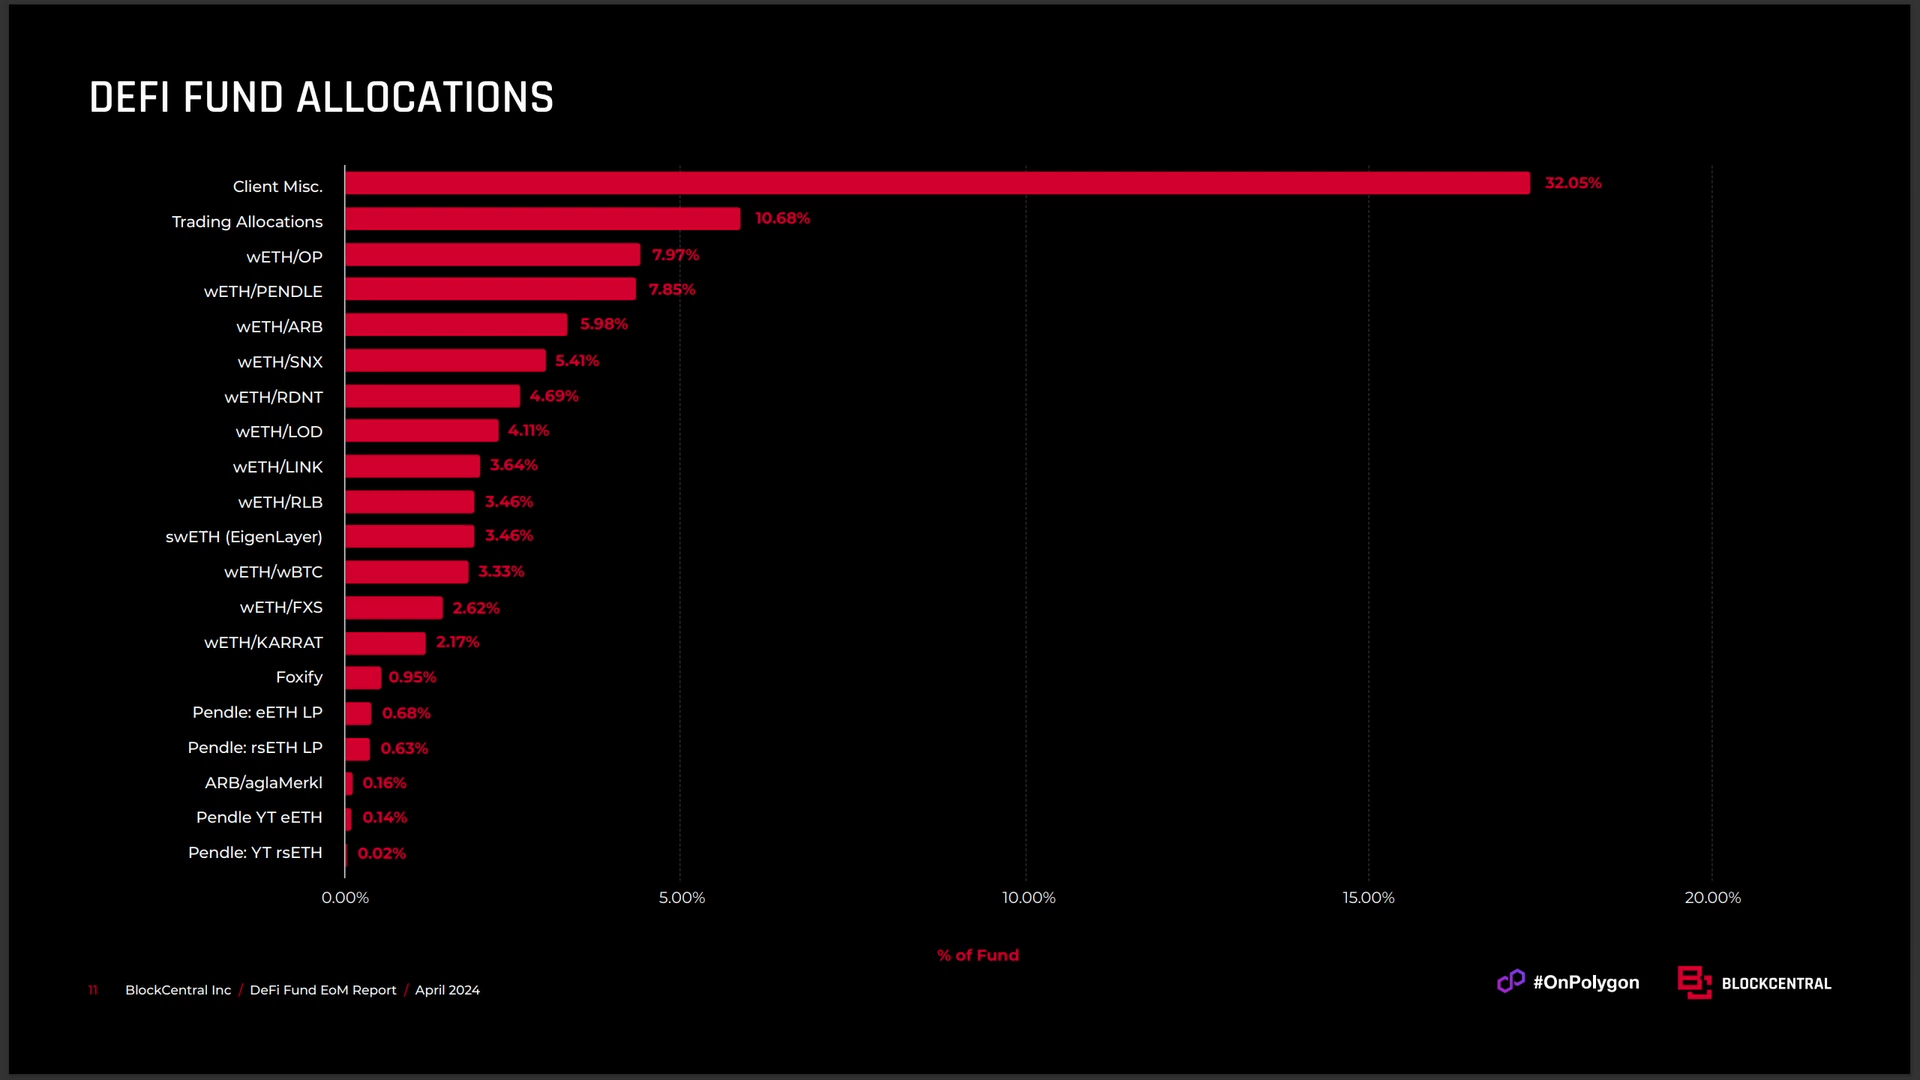 DEFI FUND ALLOCATIONS
Client Misc. 32.05%
Trading Allocations 10.68%
wETH/OP 7.97%
wETH/PENDLE 7.85%
wETH/ARB 5.98%
wETH/SNX 5.41%
wETH/RDNT 4.69%
wETH/LOD 4.11%
wETH/LINK 3.64%
wETH/RLB 3.46%
swETH (EigenLayer) 3.46%
wETH/wBTC 3.33%
wETH/FXS 2.62%
wETH/KARRAT 2.17%
Foxify 0.95%
Pendle: eETH LP 0.68%
Pendle: rsETH LP 0.63%
ARB/aglaMerkl 0.16%
Pendle YT eETH 0.14%
Pendle: YT rsETH 0.02%
0.00% 5.00% 10.00% 15.00% 20.00%
% of Fund
11 BlockCentral Inc / DeFi Fund EoM Report / April 2024
#OnPolygon
BLOCKCENTRAL